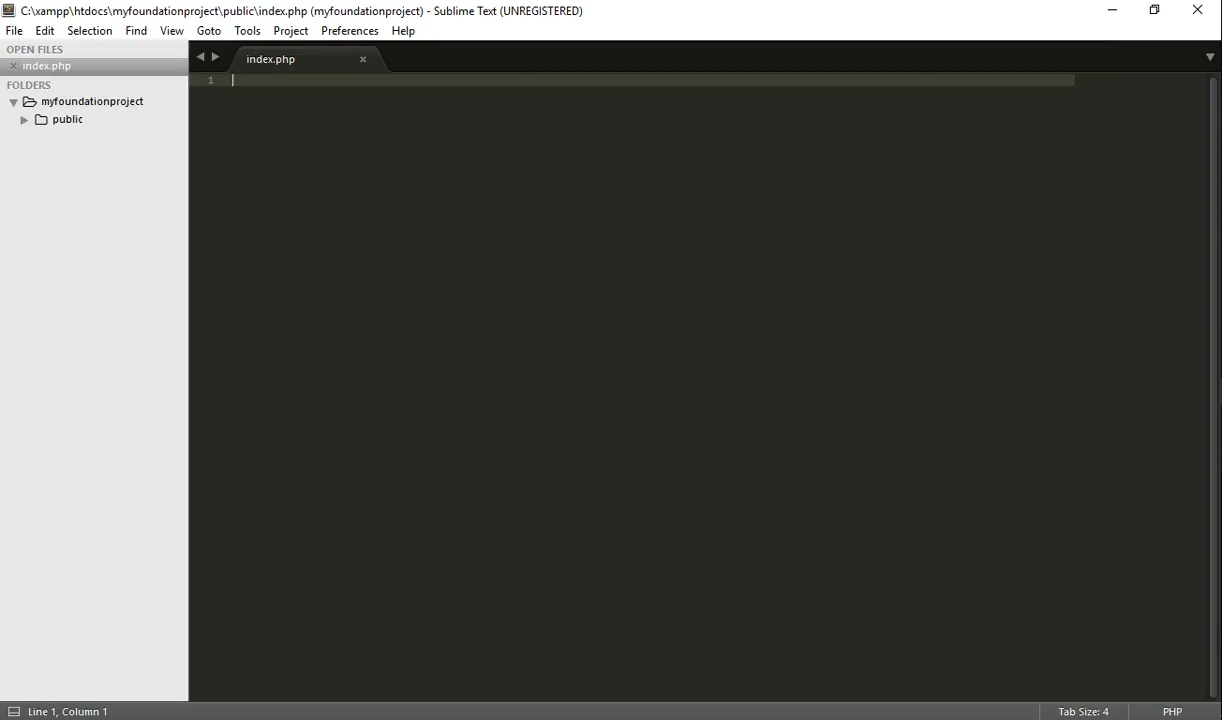 C:\xampp\htdocs\myfoundationproject\public\index.php (myfoundationproject) - Sublime Text (UNREGISTERED)
File Edit Selection Find View Goto Tools Project Preferences Help
OPEN FILES
index.php
index.php
FOLDERS
1
myfoundationproject
public
Line 1, Column 1
Tab Size: 4
PHP